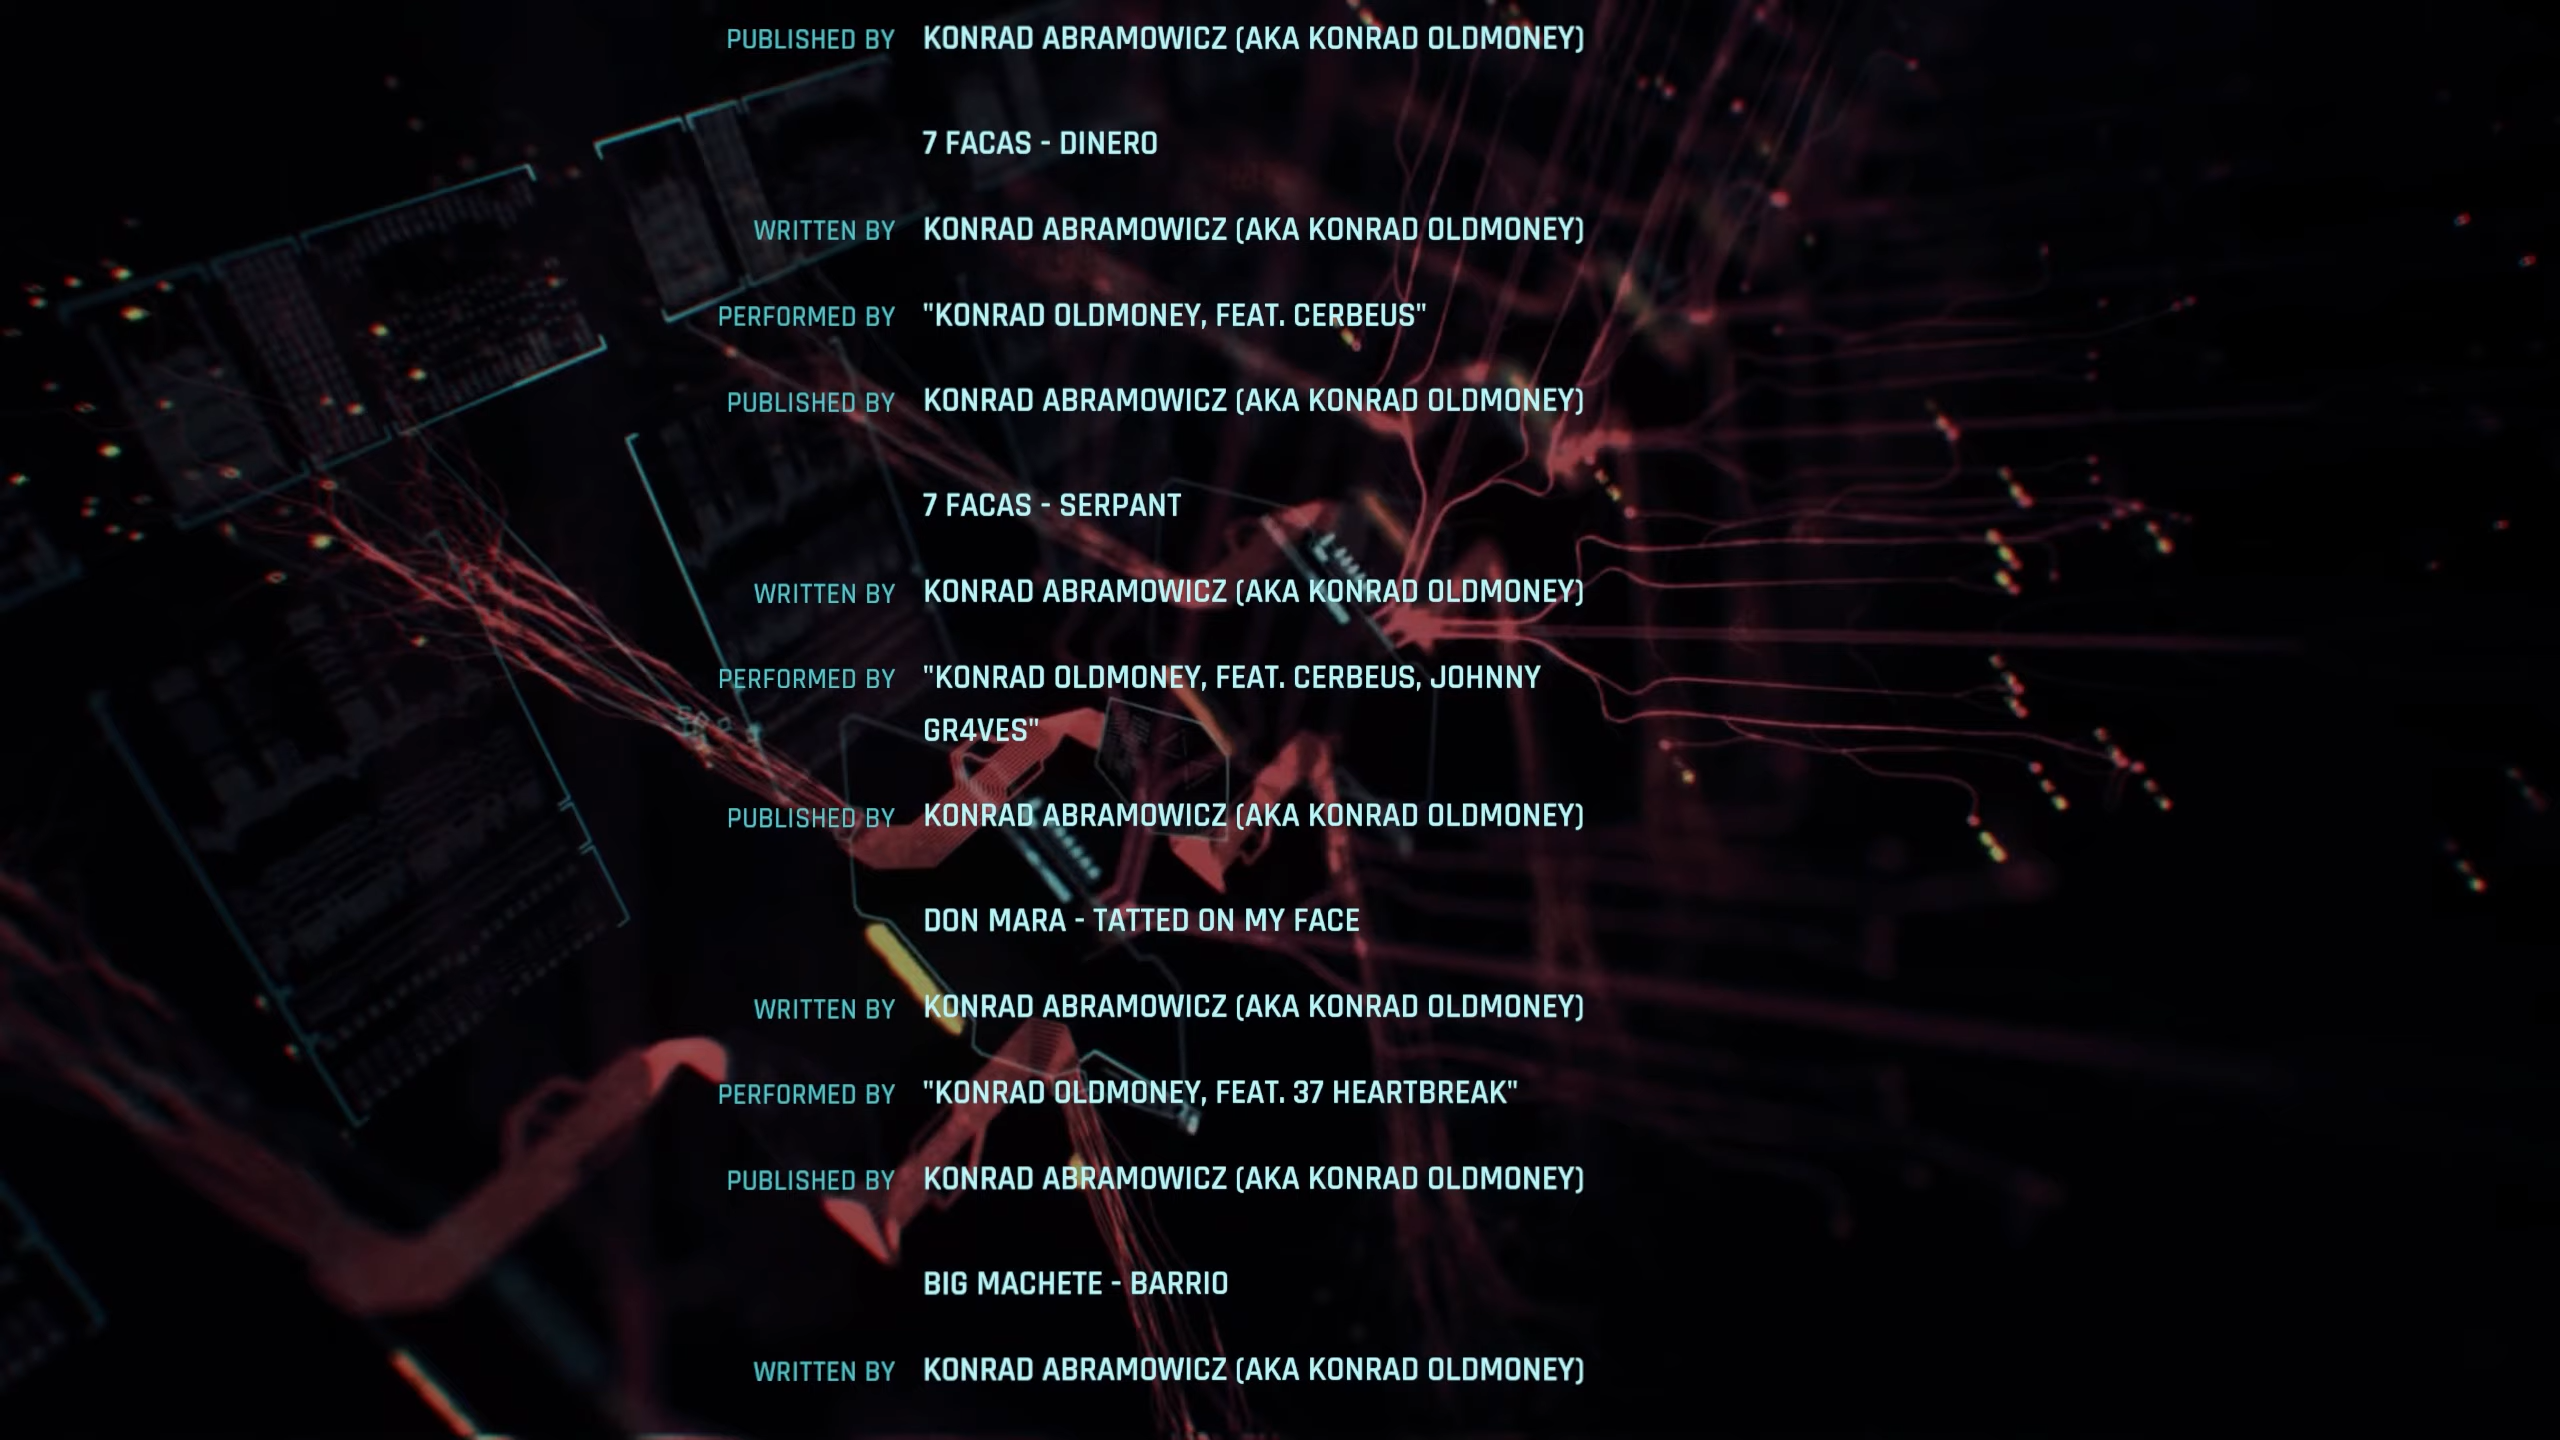 PUBLISHED BY KONRAD ABRAMOWICZ (AKA KONRAD OLDMONEY)
7 FACAS - DINERO
WRITTEN BY KONRAD ABRAMOWICZ (AKA KONRAD OLDMONEY)
PERFORMED BY "KONRAD OLDMONEY, FEAT. CERBEUS"
PUBLISHED BY KONRAD ABRAMOWICZ (AKA KONRAD OLDMONEY)
7 FACAS - SERPANT
WRITTEN BY KONRAD ABRAMOWICZ (AKA KONRAD OLDMONEY)
PERFORMED BY "KONRAD OLDMONEY, FEAT. CERBEUS, JOHNNY
GR4VES"
PUBLISHED BY KONRAD ABRAMOWICZ (AKA KONRAD OLDMONEY)
DON MARA - TATTED ON MY FACE
WRITTEN BY KONRAD ABRAMOWICZ (AKA KONRAD OLDMONEY)
PERFORMED BY "KONRAD OLDMONEY, FEAT. 37 HEARTBREAK"
PUBLISHED BY KONRAD ABRAMOWICZ (AKA KONRAD OLDMONEY)
BIG MACHETE - BARRIO
WRITTEN BY KONRAD ABRAMOWICZ (AKA KONRAD OLDMONEY)